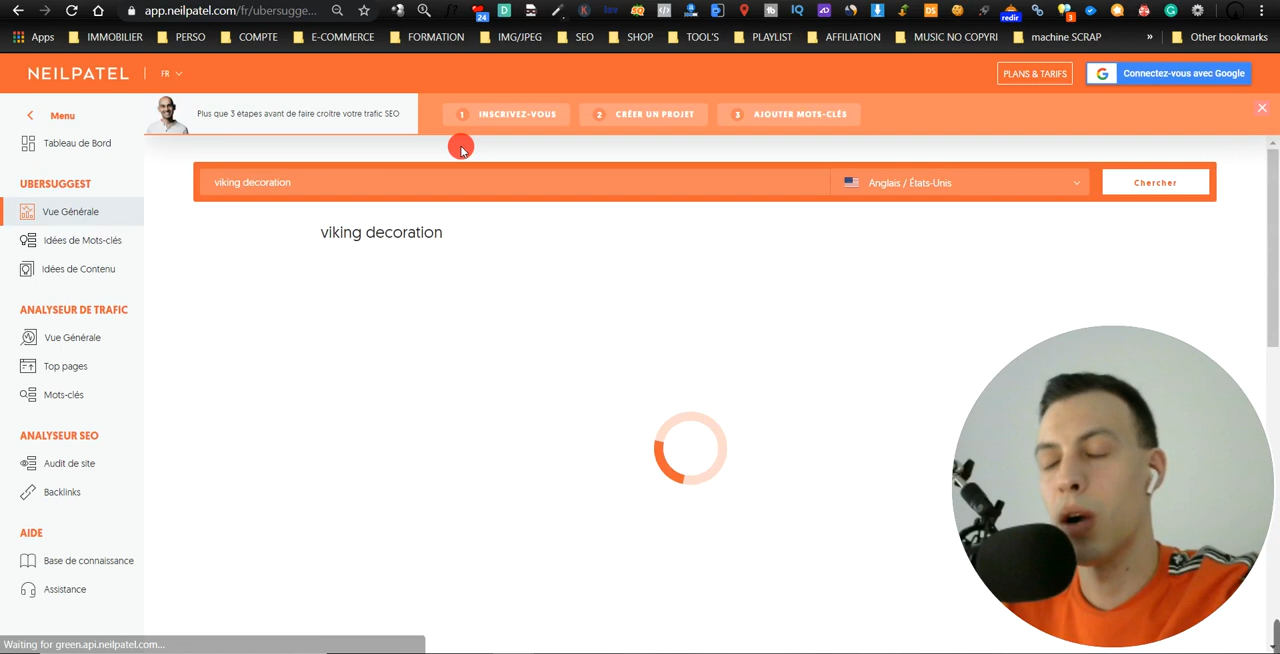 app.neilpatel.com/fr/ubersugge...
24
redir
3
Apps
IMMOBILIER
PERSO
COMPTE
E-COMMERCE
FORMATION
IMG/JPEG
SEO
SHOP
TOOL'S
PLAYLIST
AFFILIATION
MUSIC NO COPYRI
machine SCRAP
»
Other bookmarks
NEILPATEL
FR
PLANS & TARIFS
G Connectez-vous avec Google
Menu
Plus que 3 étapes avant de faire croître votre trafic SEO
1 INSCRIVEZ-VOUS
2 CRÉER UN PROJET
3 AJOUTER MOTS-CLÉS
Tableau de Bord
UBERSUGGEST
Vue Générale
Idées de Mots-clés
Idées de Contenu
ANALYSEUR DE TRAFIC
Vue Générale
Top pages
Mots-clés
ANALYSEUR SEO
Audit de site
Backlinks
AIDE
Base de connaissance
Assistance
viking decoration
Anglais / États-Unis
Chercher
viking decoration
Waiting for green.api.neilpatel.com...